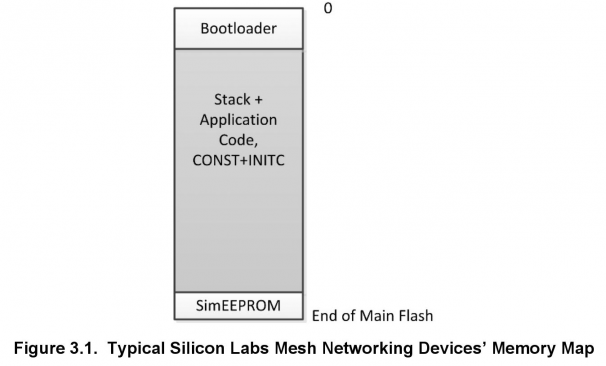 0
Bootloader
Stack +
Application
Code,
CONST+INITC
SimEEPROM
End of Main Flash
Figure 3.1. Typical Silicon Labs Mesh Networking Devices’ Memory Map